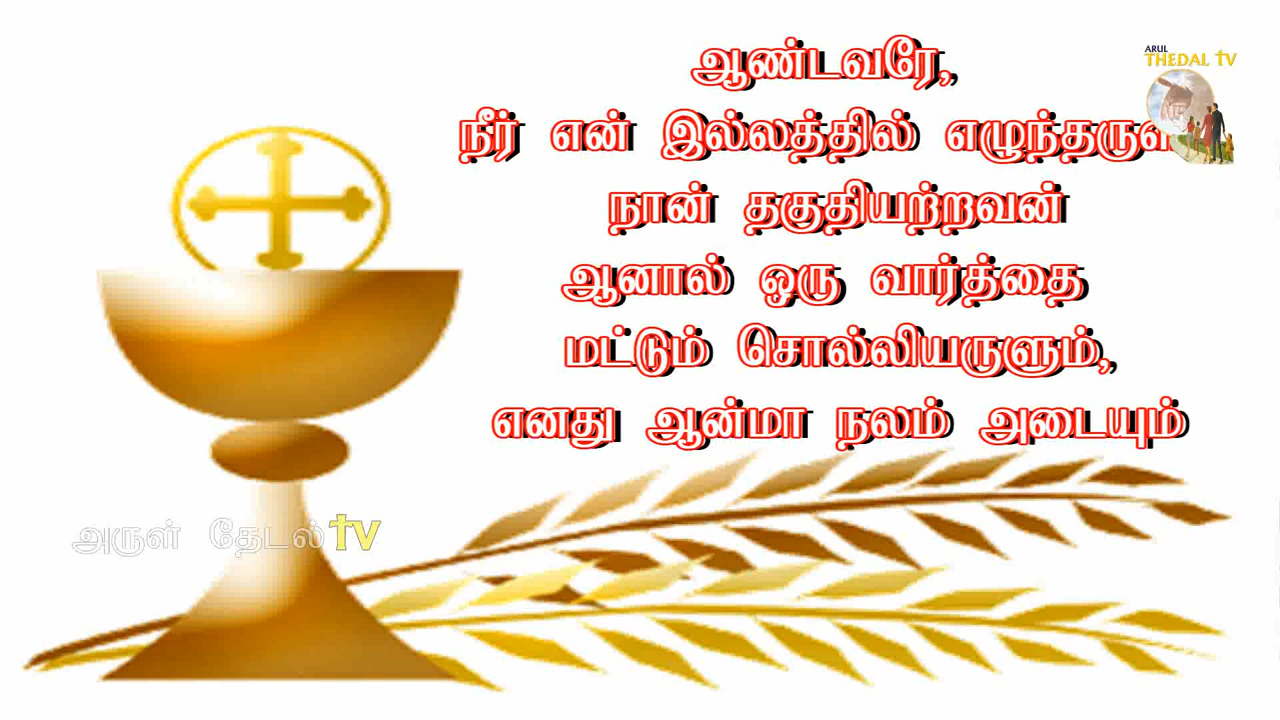 ARUL
THEDAL tv
ஆண்டவரே,
நீர் என் இல்லத்தில்
நான் தகுதியற்றவன்
ஆனால் ஒரு வார்த்தை
மட்டும் சொல்லியருளும்,
எனது ஆன்மா நலம் அடையும்
அருள் தேடல் tv